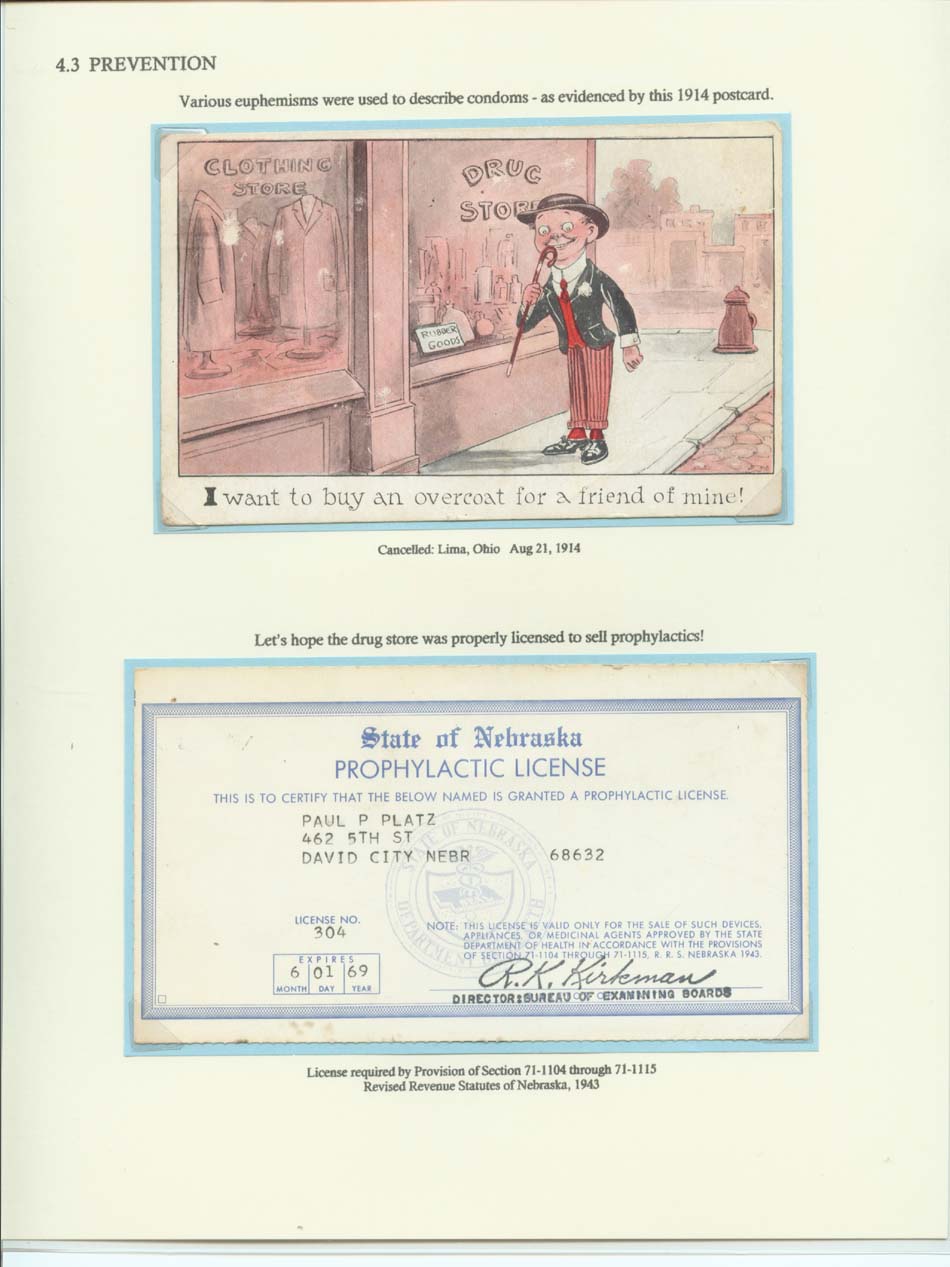 4.3 PREVENTION
Various euphemisms were used to describe condoms - as evidenced by this 1914 postcard.
CLOTHING
STORE
DRUG
STORE
RUBBER
GOODS
I want to buy an overcoat for a friend of mine!
Cancelled: Lima, Ohio Aug 21, 1914
Let's hope the drug store was properly licensed to sell prophylactics!
State of Nebraska
PROPHYLACTIC LICENSE
THIS IS TO CERTIFY THAT THE BELOW NAMED IS GRANTED A PROPHYLACTIC LICENSE.
PAUL P PLATZ
462 5TH ST
DAVID CITY NEBR 68632
STATE OF NEBRASKA
DEPARTMENT HEALTH
LICENSE NO.
304
EXPIRES
6 01 69
MONTH DAY YEAR
NOTE: THIS LICENSE IS VALID ONLY FOR THE SALE OF SUCH DEVICES,
APPLIANCES, OR MEDICINAL AGENTS APPROVED BY THE STATE
DEPARTMENT OF HEALTH IN ACCORDANCE WITH THE PROVISIONS
OF SECTION 71-1104 THROUGH 71-1115, R. R. S. NEBRASKA 1943.
R.K. Kirkman
DIRECTOR: BUREAU OF EXAMINING BOARDS
License required by Provision of Section 71-1104 through 71-1115
Revised Revenue Statutes of Nebraska, 1943